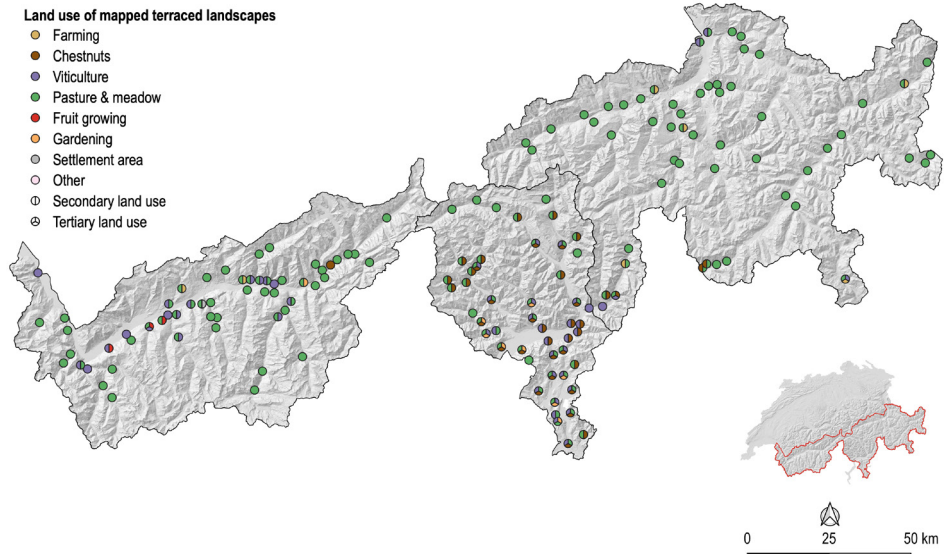 Land use of mapped terraced landscapes
Farming
Chestnuts
Viticulture
Pasture & meadow
Fruit growing
Gardening
Settlement area
Other
Secondary land use
Tertiary land use
0 25 50 km